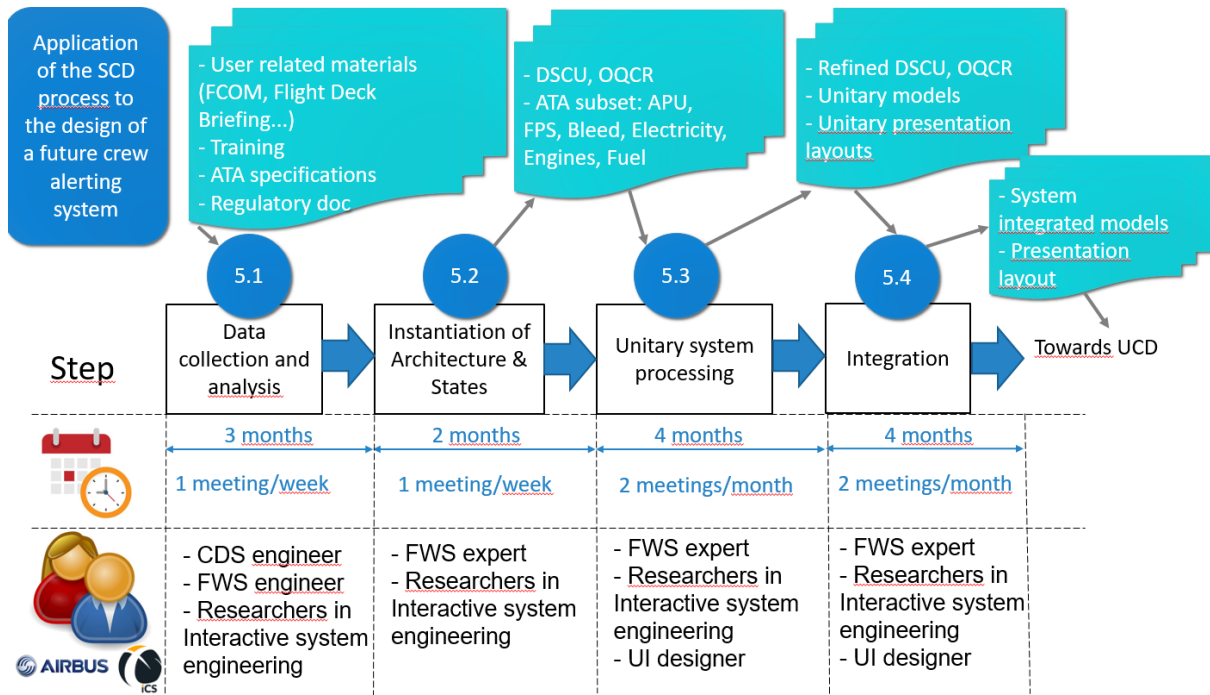 Application
of the SCD
process to
the design of
a future crew
alerting
system
- User related materials
(FCOM, Flight Deck
Briefing...)
- Training
- ATA specifications
- Regulatory doc
- DSCU, OQCR
- ATA subset: APU,
FPS, Bleed, Electricity,
Engines, Fuel
- Refined DSCU, OQCR
- Unitary models
- Unitary presentation
layouts
- System
integrated models
- Presentation
layout
5.1
5.2
5.3
5.4
Step
Data
collection and
analysis
Instantiation of
Architecture &
States
Unitary system
processing
Integration
Towards UCD
3 months
2 months
4 months
4 months
1 meeting/week
1 meeting/week
2 meetings/month
2 meetings/month
- CDS engineer
- FWS engineer
- Researchers in
Interactive system
engineering
- FWS expert
- Researchers in
Interactive system
engineering
- FWS expert
- Researchers in
Interactive system
engineering
- UI designer
- FWS expert
- Researchers in
Interactive system
engineering
- UI designer
AIRBUS
ICS